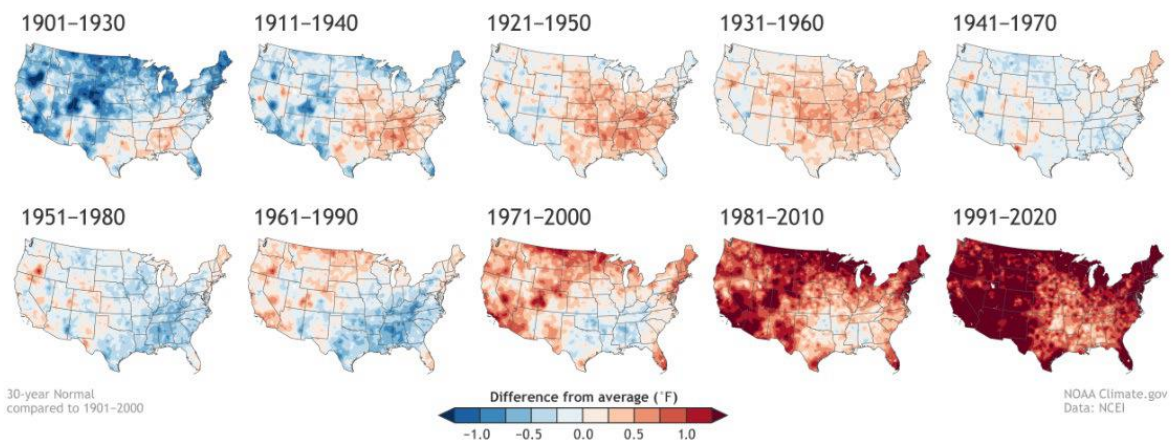 1901–1930
1911–1940
1921–1950
1931–1960
1941–1970
1951–1980
1961–1990
1971–2000
1981–2010
1991–2020
30-year Normal
compared to 1901–2000
Difference from average (°F)
−1.0 −0.5 0.0 0.5 1.0
NOAA Climate.gov
Data: NCEI